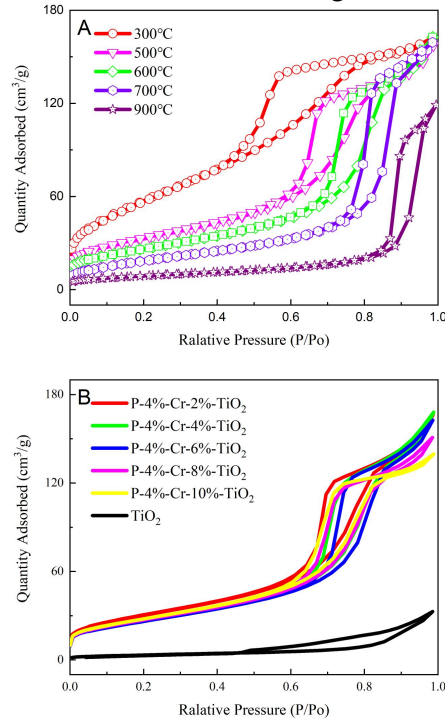 A
300℃
500℃
600℃
700℃
900℃
180
120
60
0
Quantity Adsorbed (cm³/g)
0.0 0.2 0.4 0.6 0.8 1.0
Ralative Pressure (P/Po)
B
P-4%-Cr-2%-TiO₂
P-4%-Cr-4%-TiO₂
P-4%-Cr-6%-TiO₂
P-4%-Cr-8%-TiO₂
P-4%-Cr-10%-TiO₂
TiO₂
180
120
60
0
Quantity Adsorbed (cm³/g)
0.0 0.2 0.4 0.6 0.8 1.0
Ralative Pressure (P/Po)